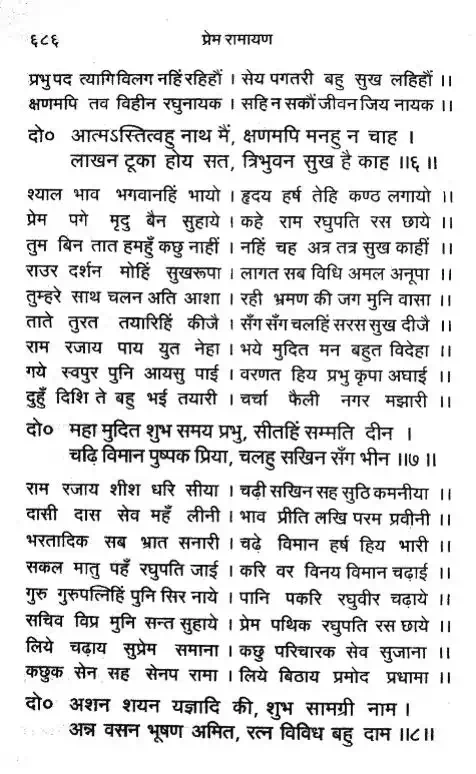 ६८६ प्रेम रामायण
प्रभुपद त्यागि विलग नहिं रहिहौं । सेय पगतरी बहु सुख लहिहौं ।।
क्षणमपि तव विहीन रघुनायक । सहि न सकौं जीवन जिय नायक ।।
दो० आत्मऽस्तित्वहु नाथ मैं, क्षणमपि मनहु न चाह ।
लाखन टूका होय सत, त्रिभुवन सुख है काह ।।६।।
श्याल भाव भगवानहिं भायो । हृदय हर्ष तेहि कण्ठ लगायो ।।
प्रेम पगे मृदु बैन सुहाये । कहे राम रघुपति रस छाये ।।
तुम बिन तात हमहुँ कछु नाहीं । नहिं चह अत्र तत्र सुख काहीं ।।
राउर दर्शन मोहिं सुखरूपा । लागत सब विधि अमल अनूपा ।।
तुम्हरे साथ चलन अति आशा । रही भ्रमण की जग मुनि वासा ।।
ताते तुरत तयारिहिं कीजै । सँग सँग चलहिं सरस सुख दीजै ।।
राम रजाय पाय युत नेहा । भये मुदित मन बहुत विदेहा ।।
गये स्वपुर पुनि आयसु पाई । वरणत हिय प्रभु कृपा अघाई ।।
दुहुँ दिशि ते बहु भई तयारी । चर्चा फैली नगर मझारी ।।
दो० महा मुदित शुभ समय प्रभु, सीतहिं सम्मति दीन ।
चढ़ि विमान पुष्पक प्रिया, चलहु सखिन सँग भीन ।।७।।
राम रजाय शीश धरि सीया । चढ़ी सखिन सह सुठि कमनीया ।।
दासी दास सेव महँ लीनी । भाव प्रीति लखि परम प्रवीनी ।।
भरतादिक सब भ्रात सनारी । चढ़े विमान हर्ष हिय भारी ।।
सकल मातु पहँ रघुपति जाई । करि वर विनय विमान चढ़ाई ।।
गुरु गुरुपत्निहिं पुनि सिर नाये । पानि पकरि रघुवीर चढ़ाये ।।
सचिव विप्र मुनि सन्त सुहाये । प्रेम पथिक रघुपति रस छाये ।।
लिये चढ़ाय सुप्रेम समाना । कछु परिचारक सेव सुजाना ।।
कछुक सेन सह सेनप रामा । लिये बिठाय प्रमोद प्रधामा ।।
दो० अशन शयन यज्ञादि की, शुभ सामग्री नाम ।
अन्न वसन भूषण अमित, रत्न विविध बहु दाम ।।८।।